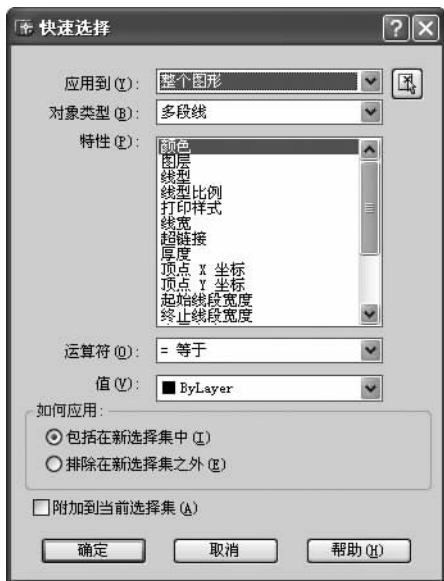 快速选择
应用到(Y): 整个图形
对象类型(B): 多段线
特性(P): 颜色
图层
线型
线型比例
打印样式
线宽
超链接
厚度
顶点 X 坐标
顶点 Y 坐标
起始线段宽度
终止线段宽度
运算符(O): = 等于
值(V): ByLayer
如何应用:
包括在新选择集中(I)
排除在新选择集之外(E)
附加到当前选择集(A)
确定 取消 帮助(H)